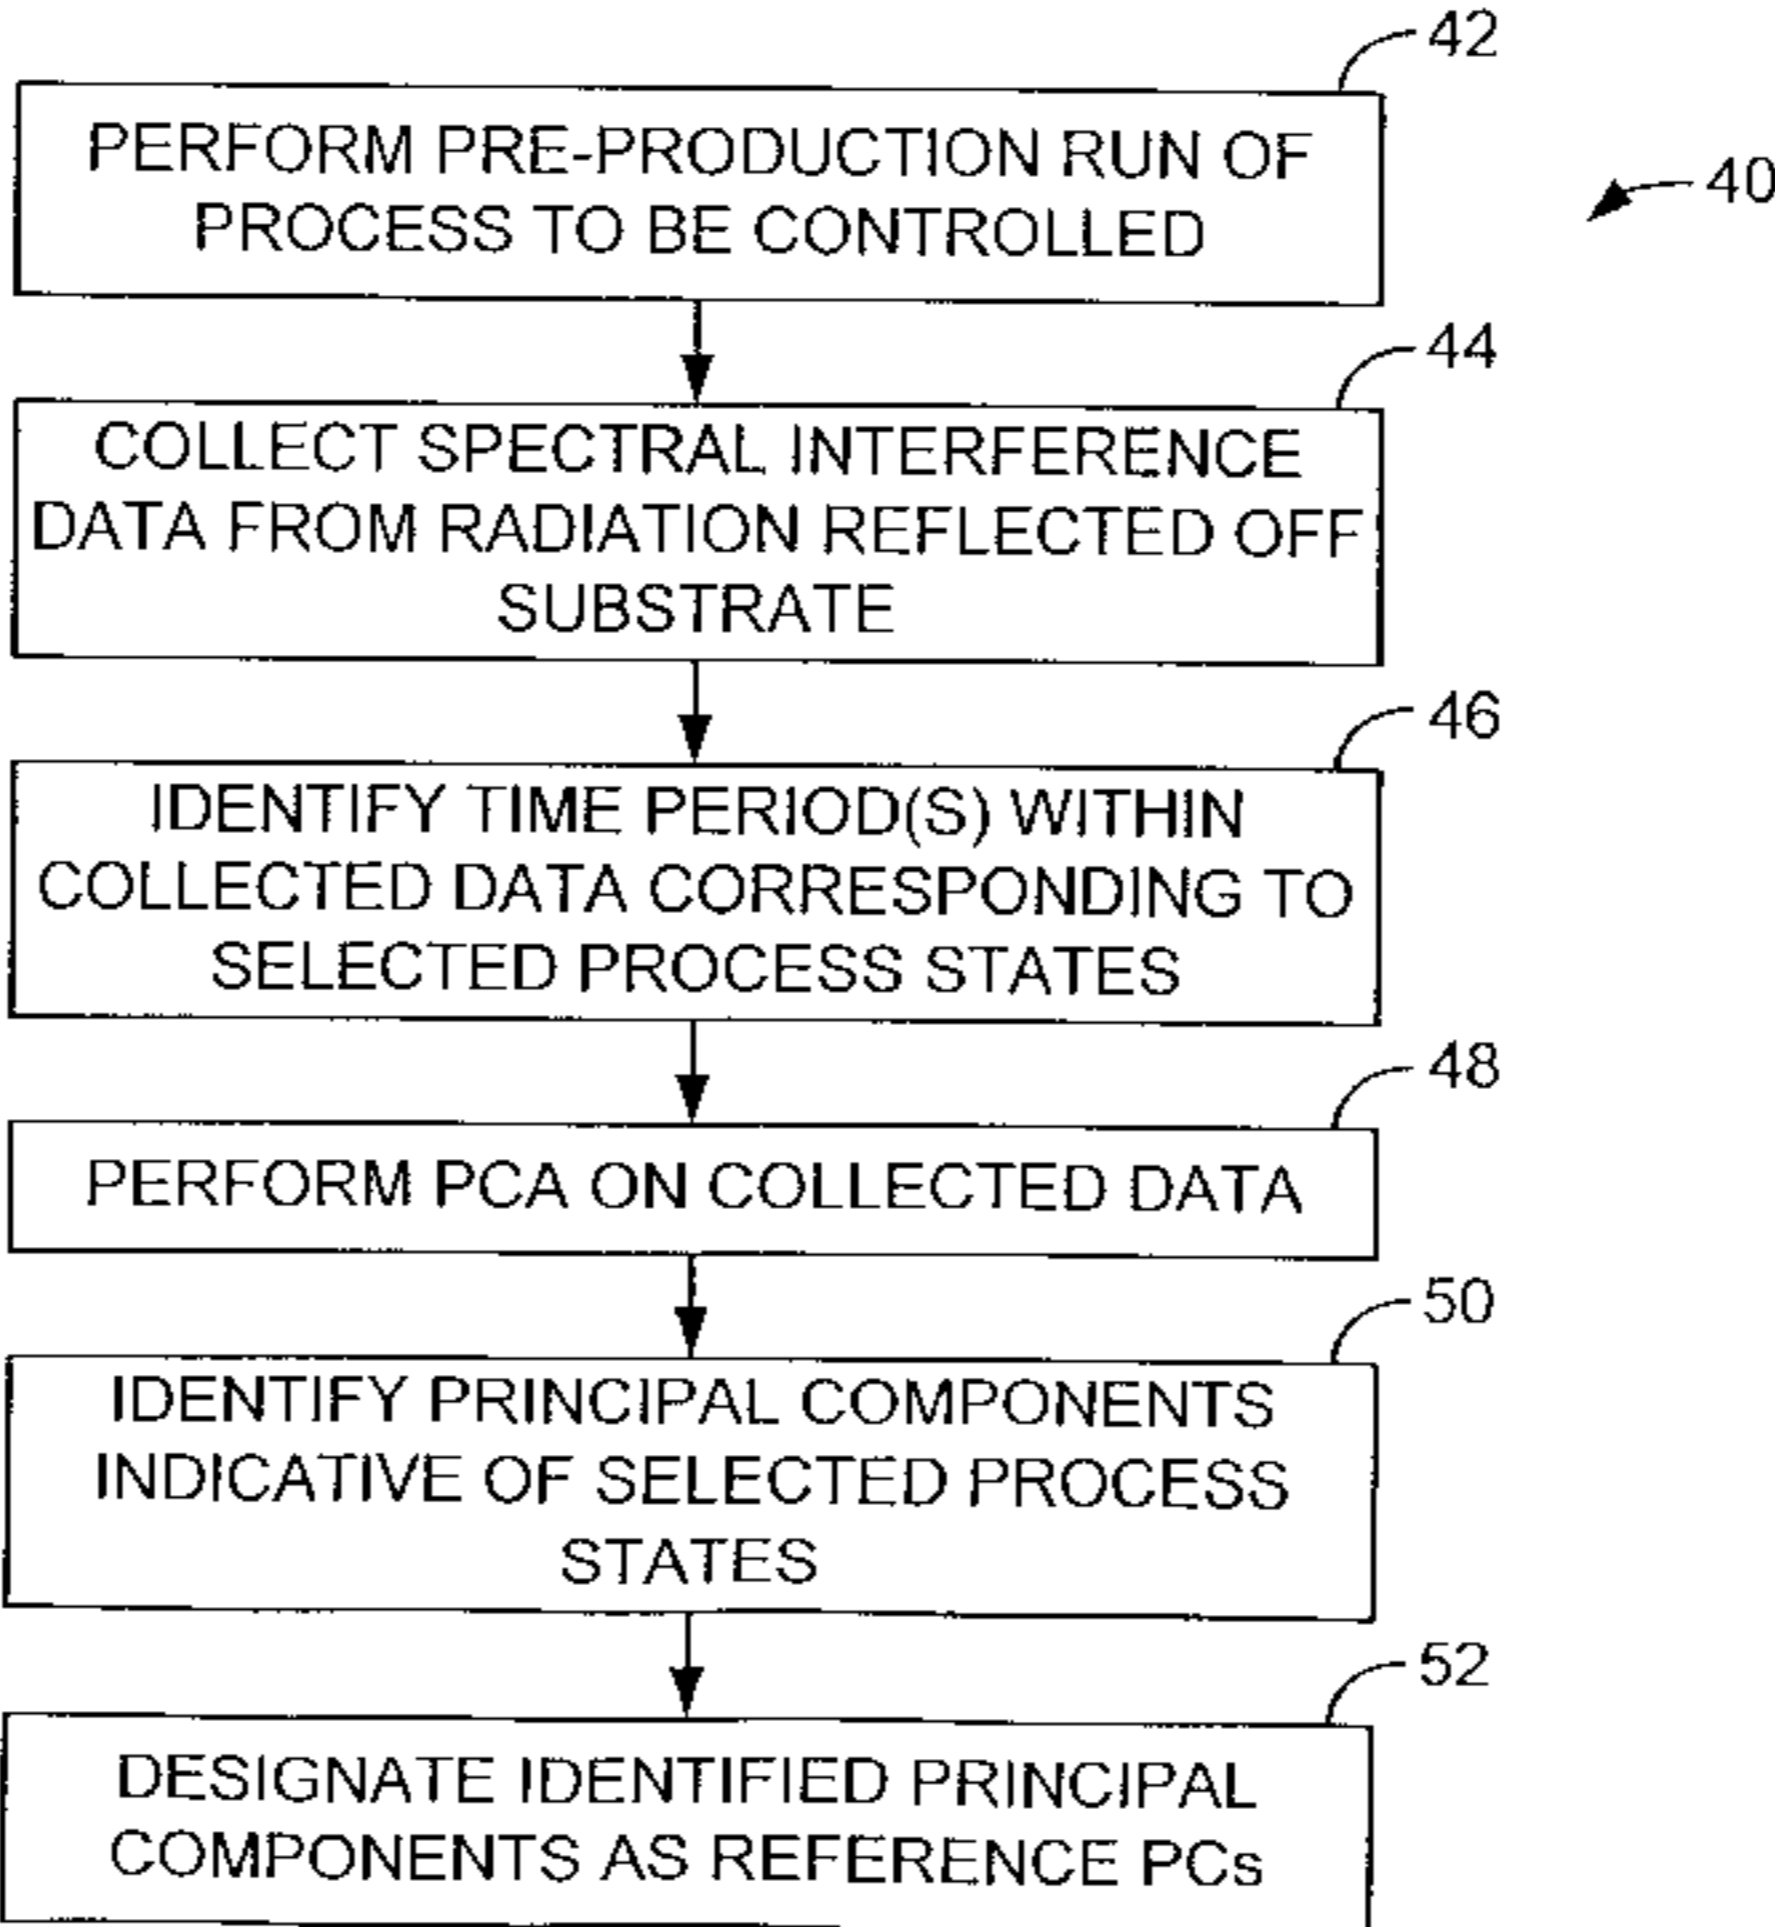 42
PERFORM PRE-PRODUCTION RUN OF
PROCESS TO BE CONTROLLED
40
44
COLLECT SPECTRAL INTERFERENCE
DATA FROM RADIATION REFLECTED OFF
SUBSTRATE
46
IDENTIFY TIME PERIOD(S) WITHIN
COLLECTED DATA CORRESPONDING TO
SELECTED PROCESS STATES
48
PERFORM PCA ON COLLECTED DATA
50
IDENTIFY PRINCIPAL COMPONENTS
INDICATIVE OF SELECTED PROCESS
STATES
52
DESIGNATE IDENTIFIED PRINCIPAL
COMPONENTS AS REFERENCE PCs